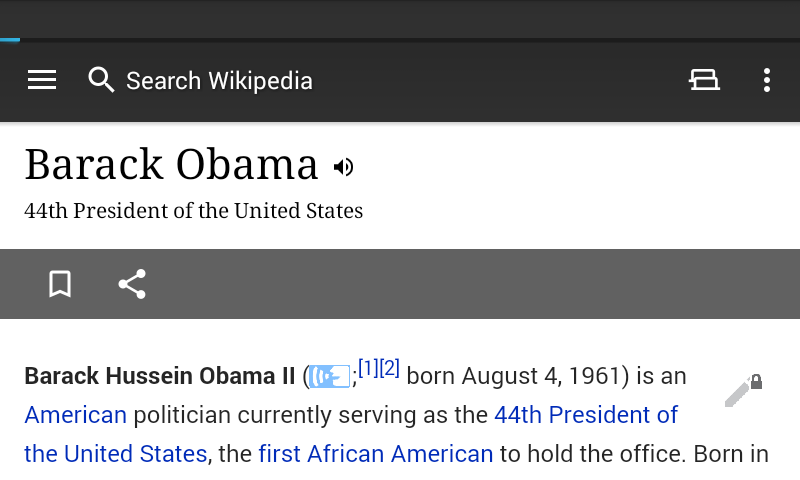 Search Wikipedia
Barack Obama
44th President of the United States
Barack Hussein Obama II (;[1][2] born August 4, 1961) is an
American politician currently serving as the 44th President of
the United States, the first African American to hold the office. Born in